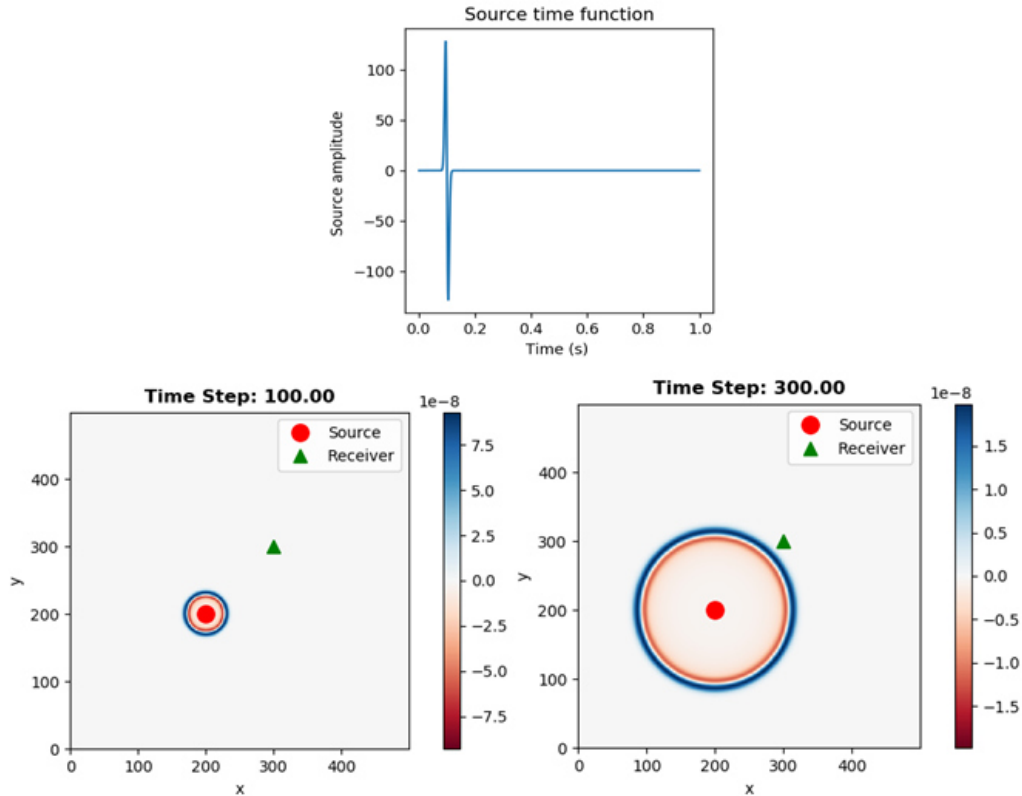 Source time function
100
50
0
−50
−100
Source amplitude
0.0 0.2 0.4 0.6 0.8 1.0
Time (s)
Time Step: 100.00
1e−8
Source
Receiver
400
300
200
100
0
y
0 100 200 300 400
x
7.5
5.0
2.5
0.0
−2.5
−5.0
−7.5
Time Step: 300.00
1e−8
Source
Receiver
400
300
200
100
0
y
0 100 200 300 400
x
1.5
1.0
0.5
0.0
−0.5
−1.0
−1.5